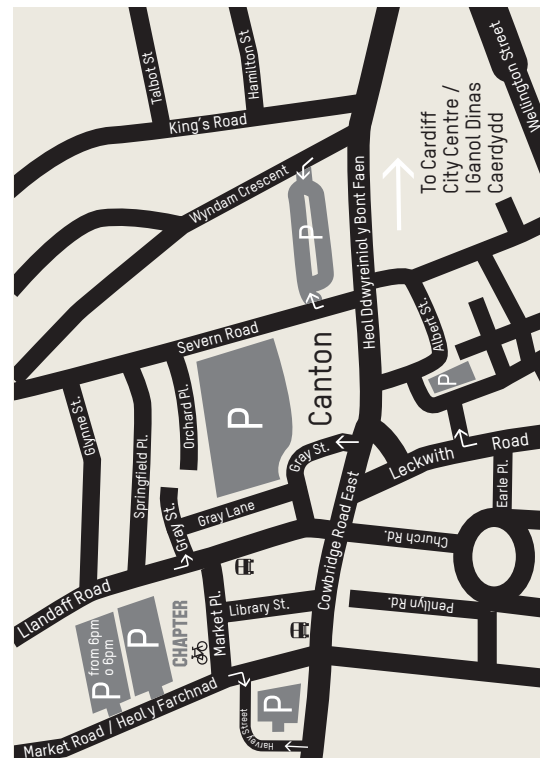 Talbot St
Hamilton St
King's Road
Wellington Street
Wyndam Crescent
To Cardiff
City Centre /
I Ganol Dinas
Caerdydd
P
Heol Ddwyreiniol y Bont Faen
Severn Road
Albert St.
P
Canton
P
Orchard Pl.
Glynne St.
Springfield Pl.
Gray St.
Gray Lane
Gray St.
Leckwith Road
Earle Pl.
Cowbridge Road East
Church Rd.
Penllyn Rd.
Llandaff Road
Market Pl.
Library St.
CHAPTER
P from 6pm
o 6pm
P
Market Road / Heol y Farchnad
Harvey Street
P